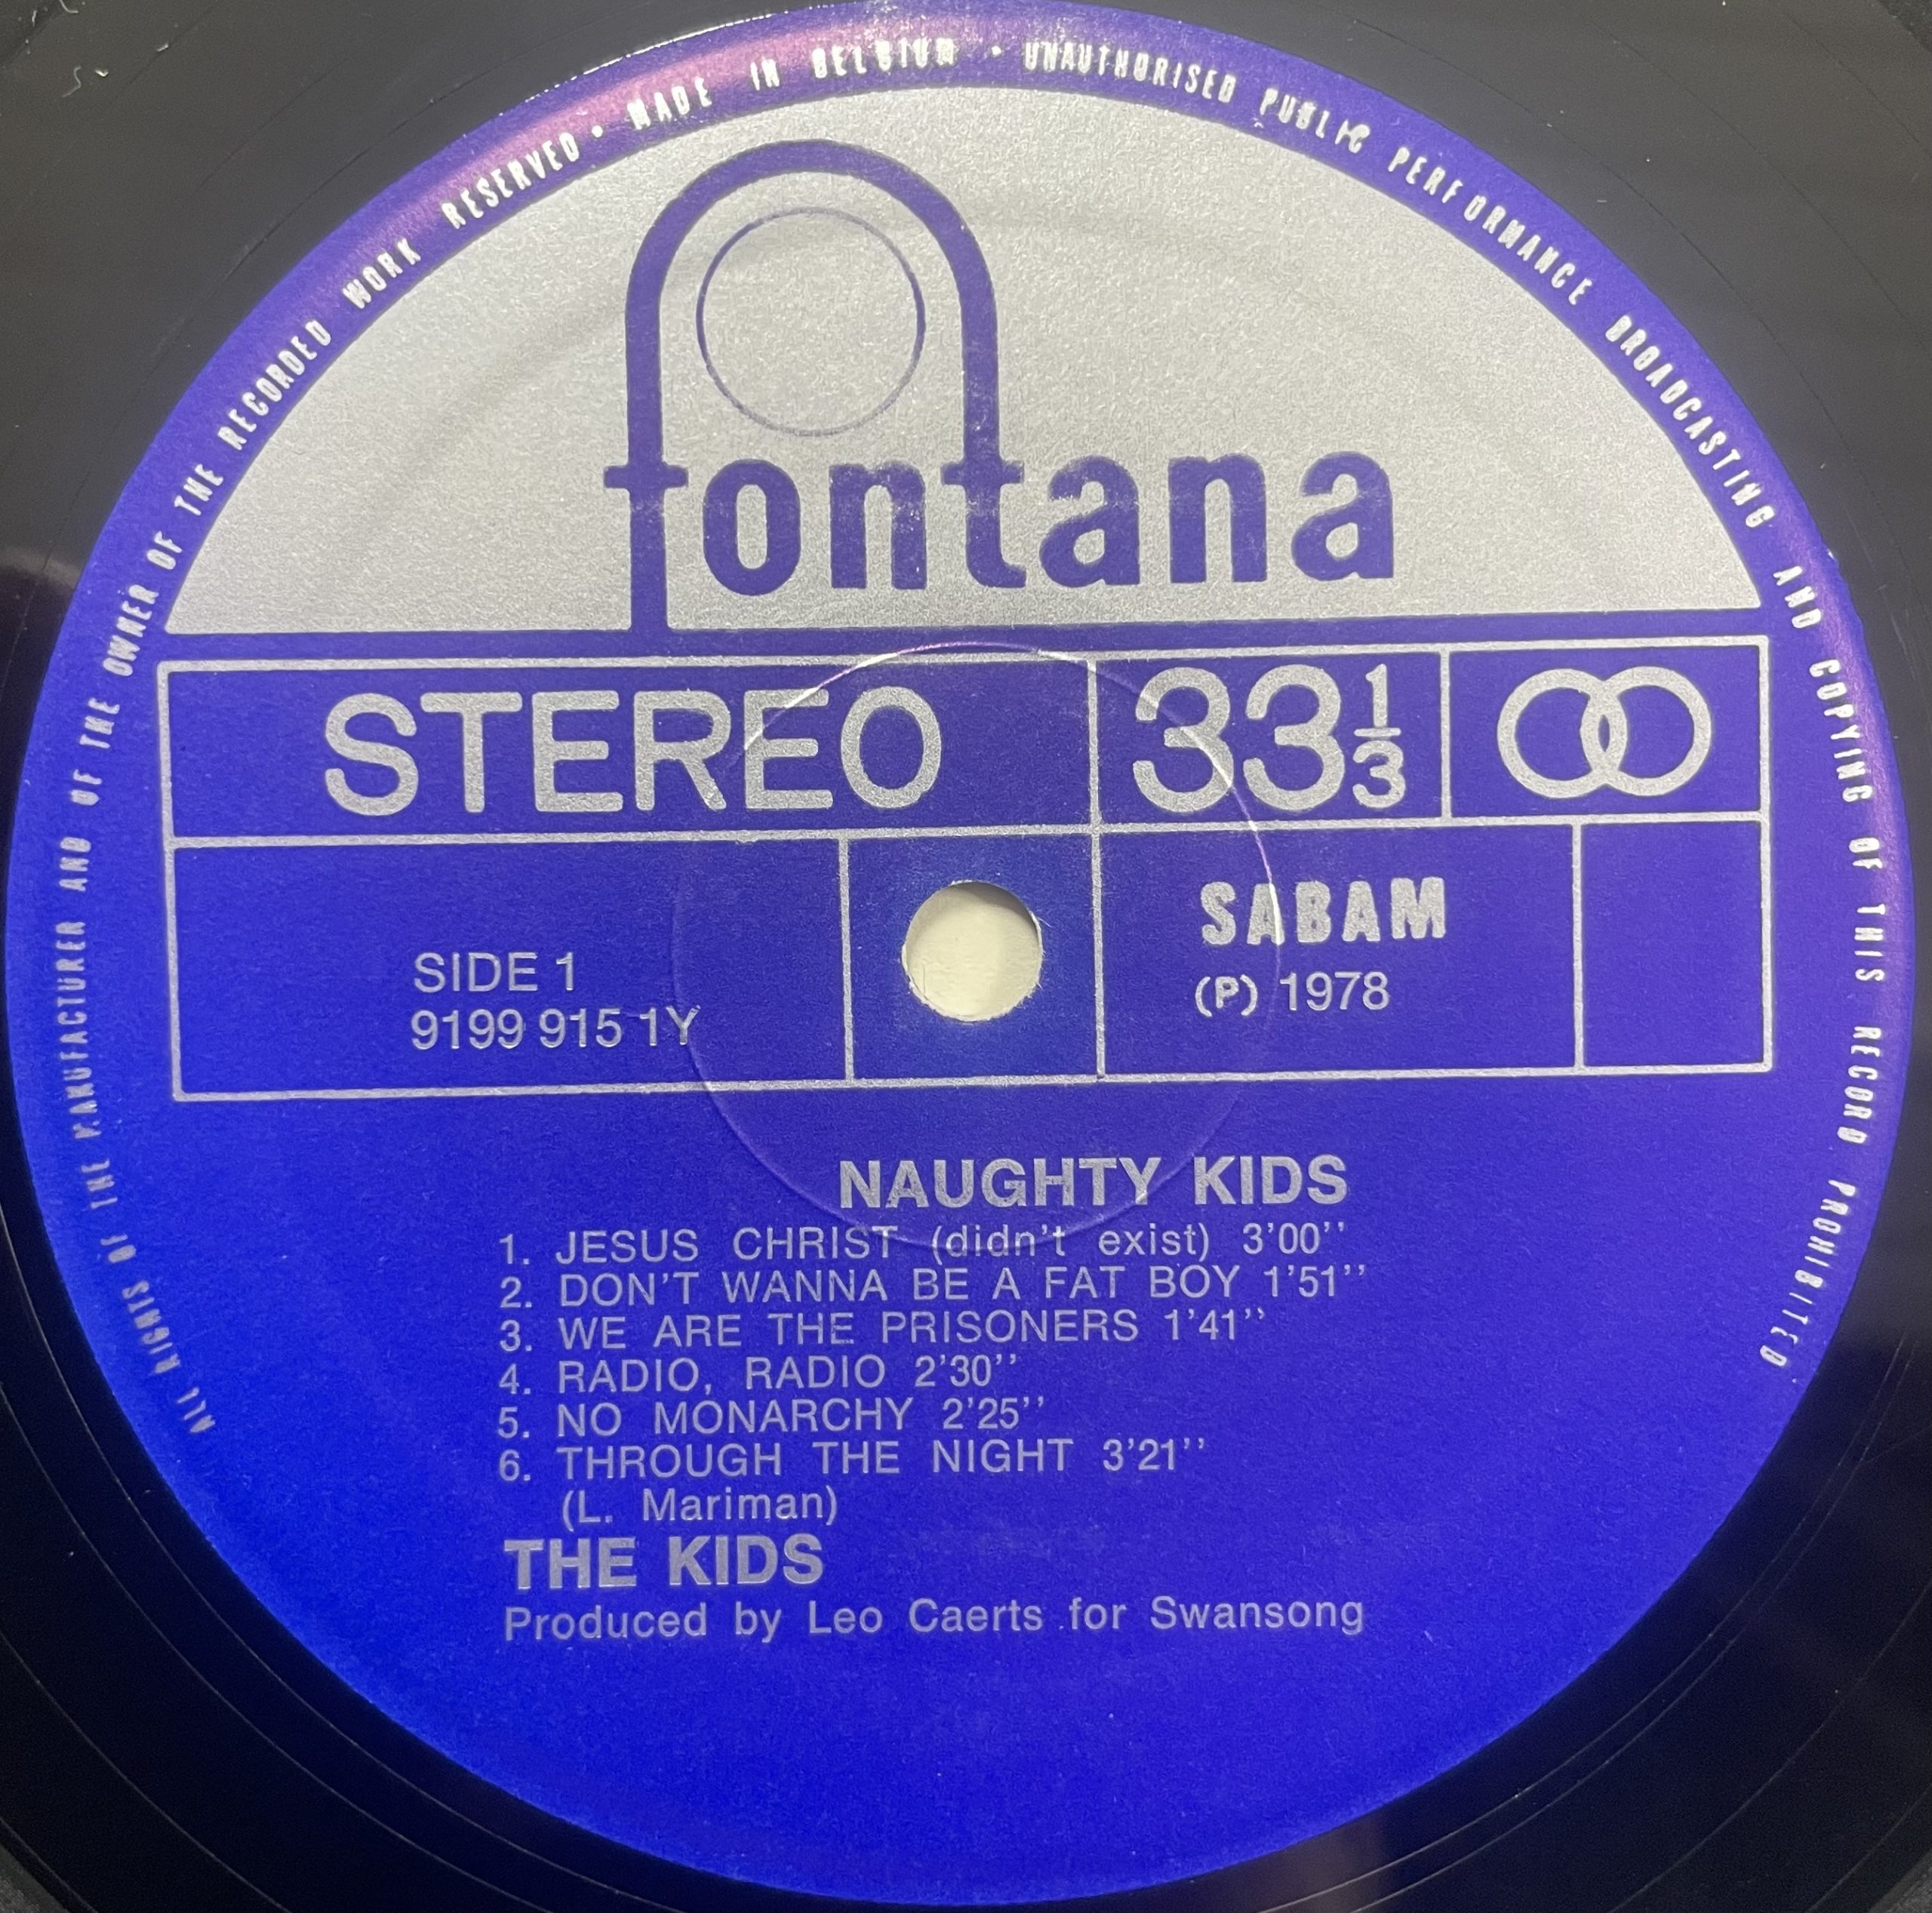 ALL RIGHTS OF THE MANUFACTURER AND OF THE OWNER OF THE RECORDED WORK RESERVED • MADE IN BELGIUM • UNAUTHORISED PUBLIC PERFORMANCE BROADCASTING AND COPYING OF THIS RECORD PROHIBITED
fontana
STEREO 33 1/3
SABAM
SIDE 1 (P) 1978
9199 915 1Y
NAUGHTY KIDS
1. JESUS CHRIST (didn't exist) 3'00''
2. DON'T WANNA BE A FAT BOY 1'51''
3. WE ARE THE PRISONERS 1'41''
4. RADIO, RADIO 2'30''
5. NO MONARCHY 2'25''
6. THROUGH THE NIGHT 3'21''
(L. Mariman)
THE KIDS
Produced by Leo Caerts for Swansong